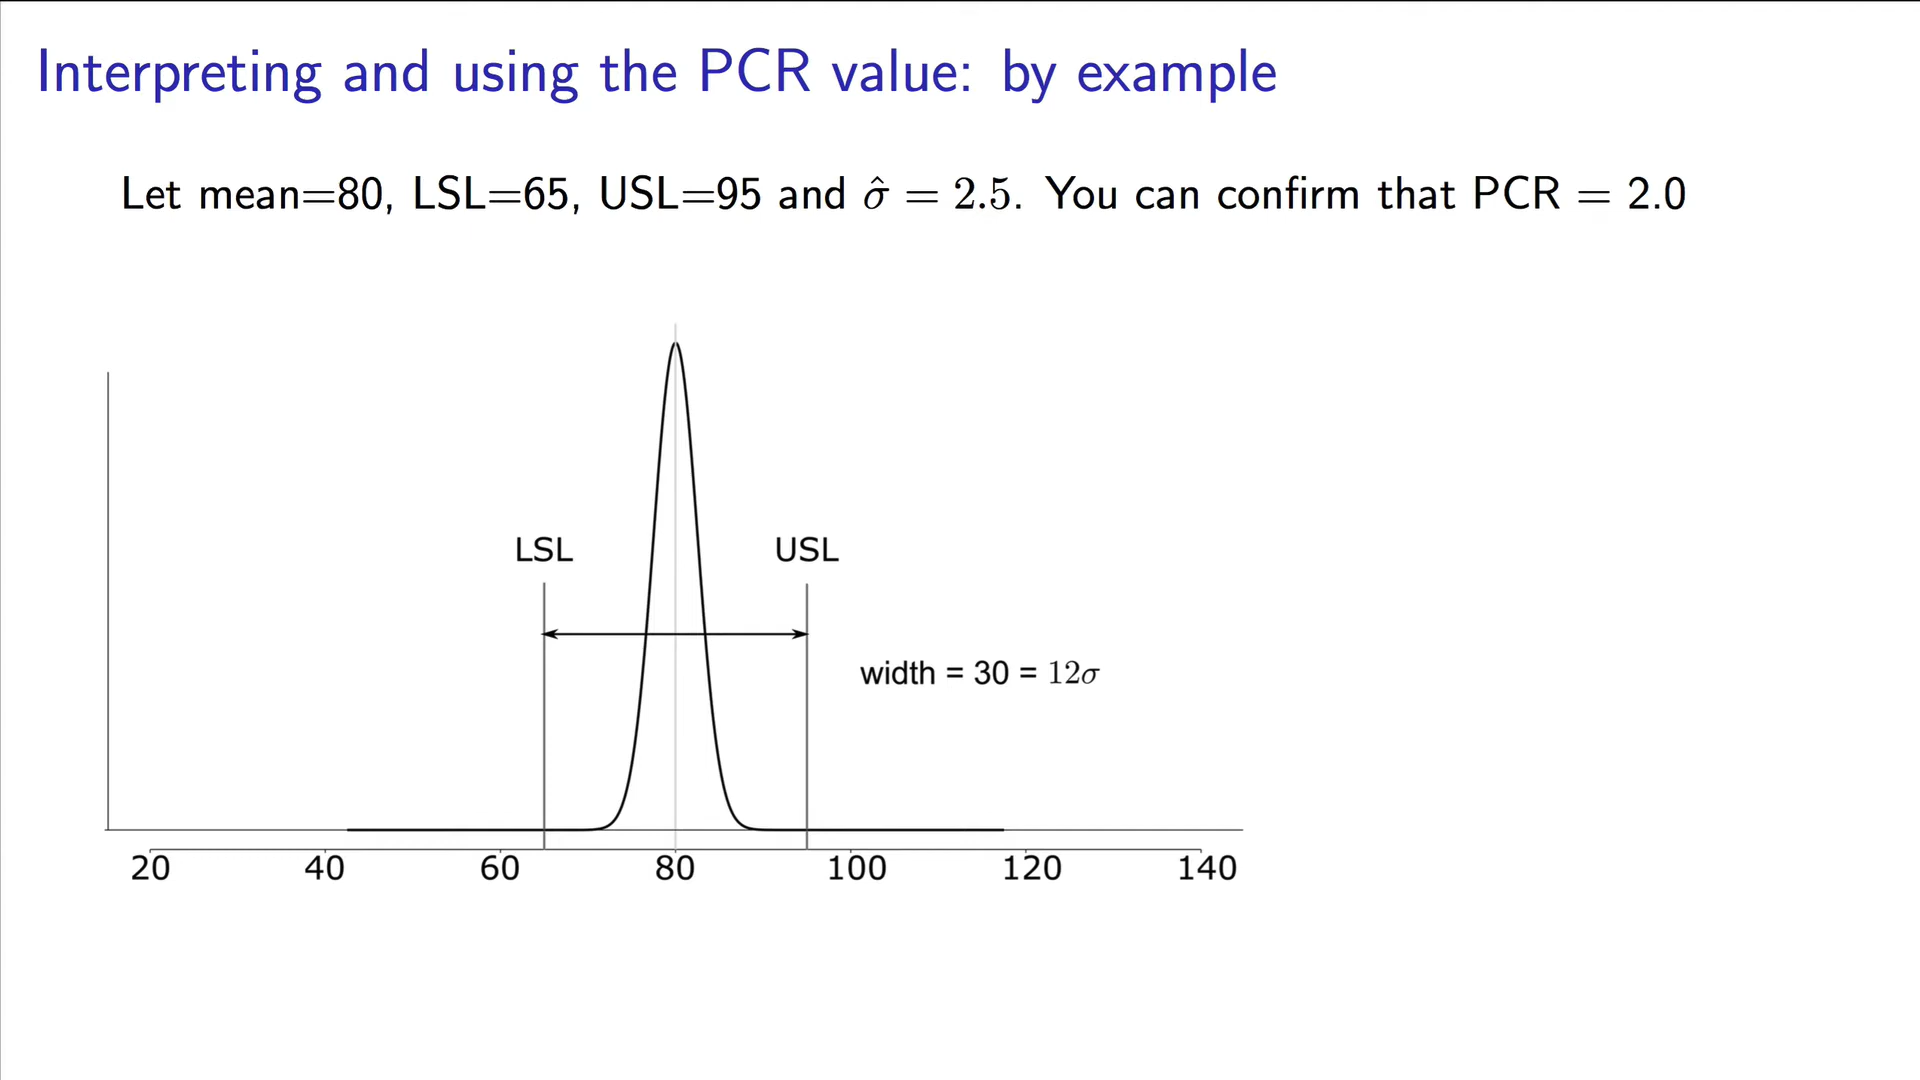 Interpreting and using the PCR value: by example
Let mean=80, LSL=65, USL=95 and σ̂ = 2.5. You can confirm that PCR = 2.0
LSL USL
width = 30 = 12σ
20 40 60 80 100 120 140